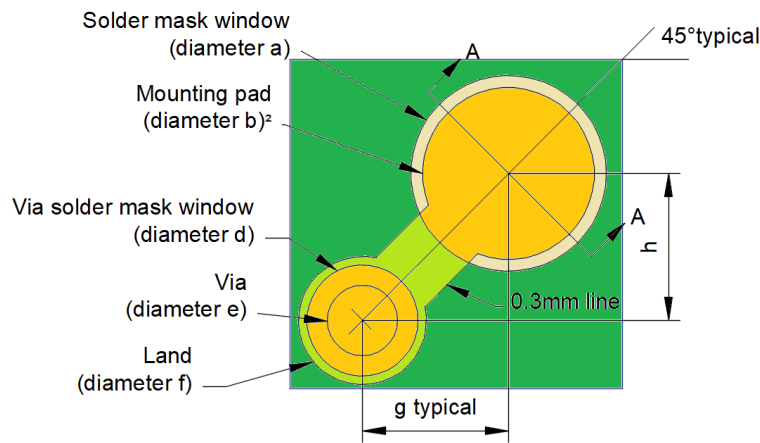 Solder mask window
(diameter a)
A
45°typical
Mounting pad
(diameter b)²
Via solder mask window
(diameter d)
A
h
Via
(diameter e)
0.3mm line
Land
(diameter f)
g typical